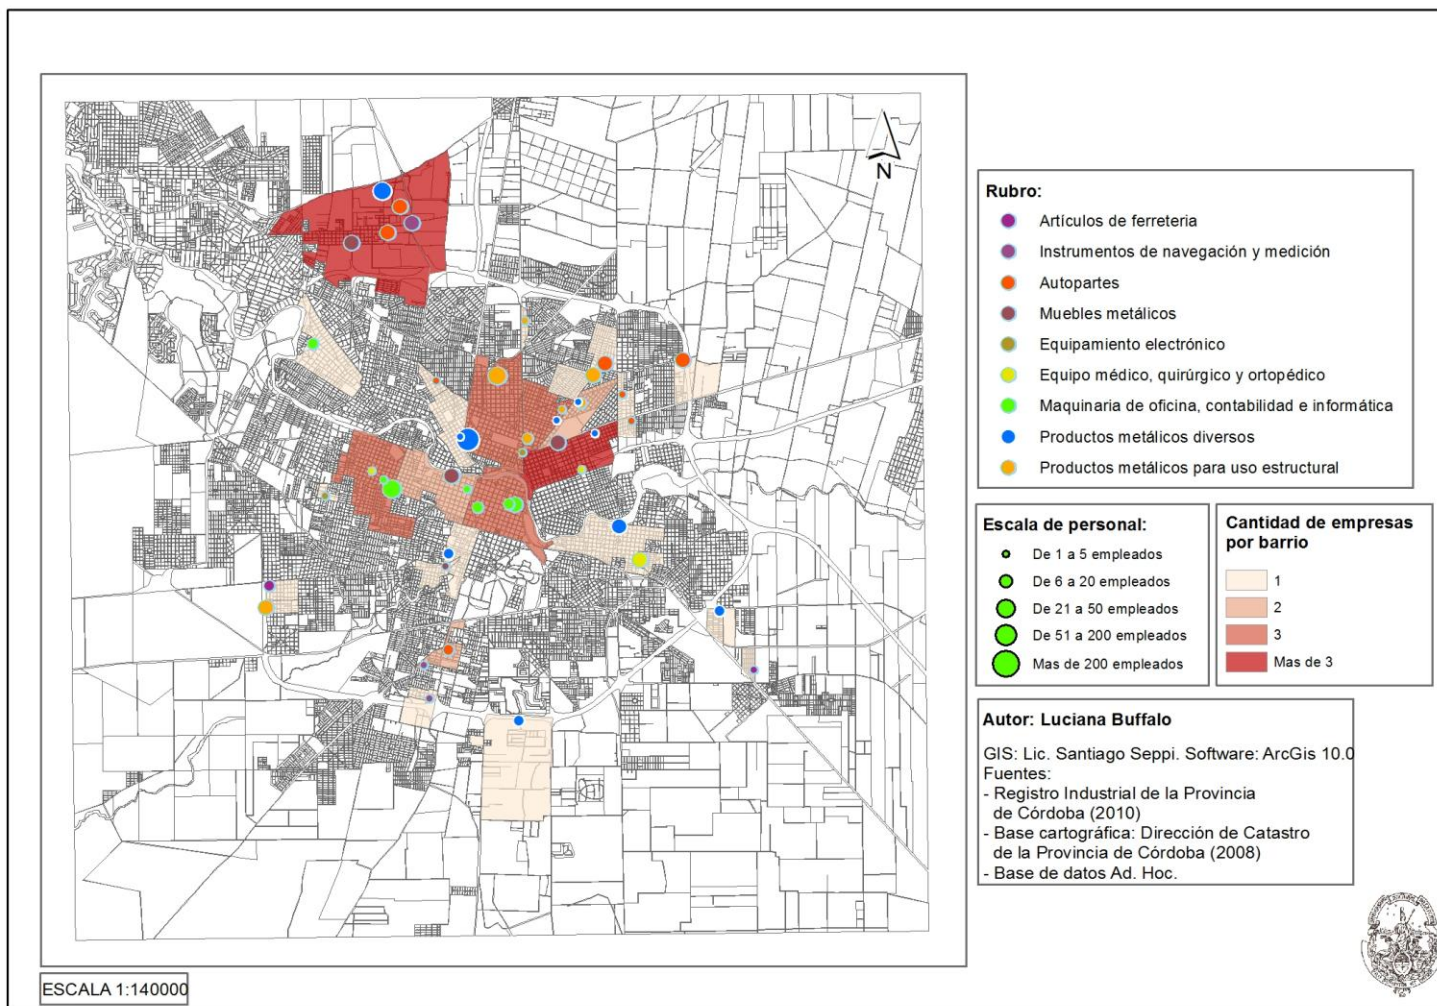 N
Rubro:
Artículos de ferreteria
Instrumentos de navegación y medición
Autopartes
Muebles metálicos
Equipamiento electrónico
Equipo médico, quirúrgico y ortopédico
Maquinaria de oficina, contabilidad e informática
Productos metálicos diversos
Productos metálicos para uso estructural
Escala de personal:
De 1 a 5 empleados
De 6 a 20 empleados
De 21 a 50 empleados
De 51 a 200 empleados
Mas de 200 empleados
Cantidad de empresas
por barrio
1
2
3
Mas de 3
Autor: Luciana Buffalo
GIS: Lic. Santiago Seppi. Software: ArcGis 10.0
Fuentes:
- Registro Industrial de la Provincia
de Córdoba (2010)
- Base cartográfica: Dirección de Catastro
de la Provincia de Córdoba (2008)
- Base de datos Ad. Hoc.
ESCALA 1:140000